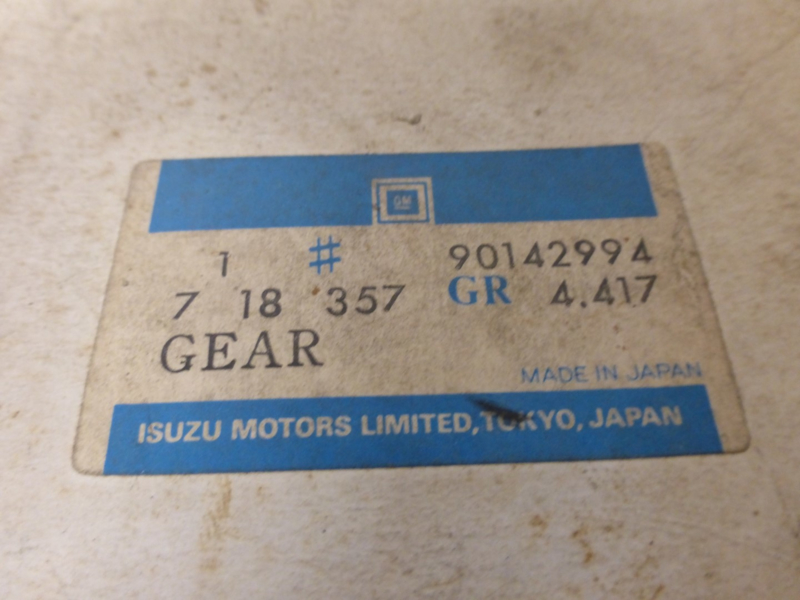 GM
1 # 90142994
7 18 357 GR 4.417
GEAR
MADE IN JAPAN
ISUZU MOTORS LIMITED, TOKYO, JAPAN